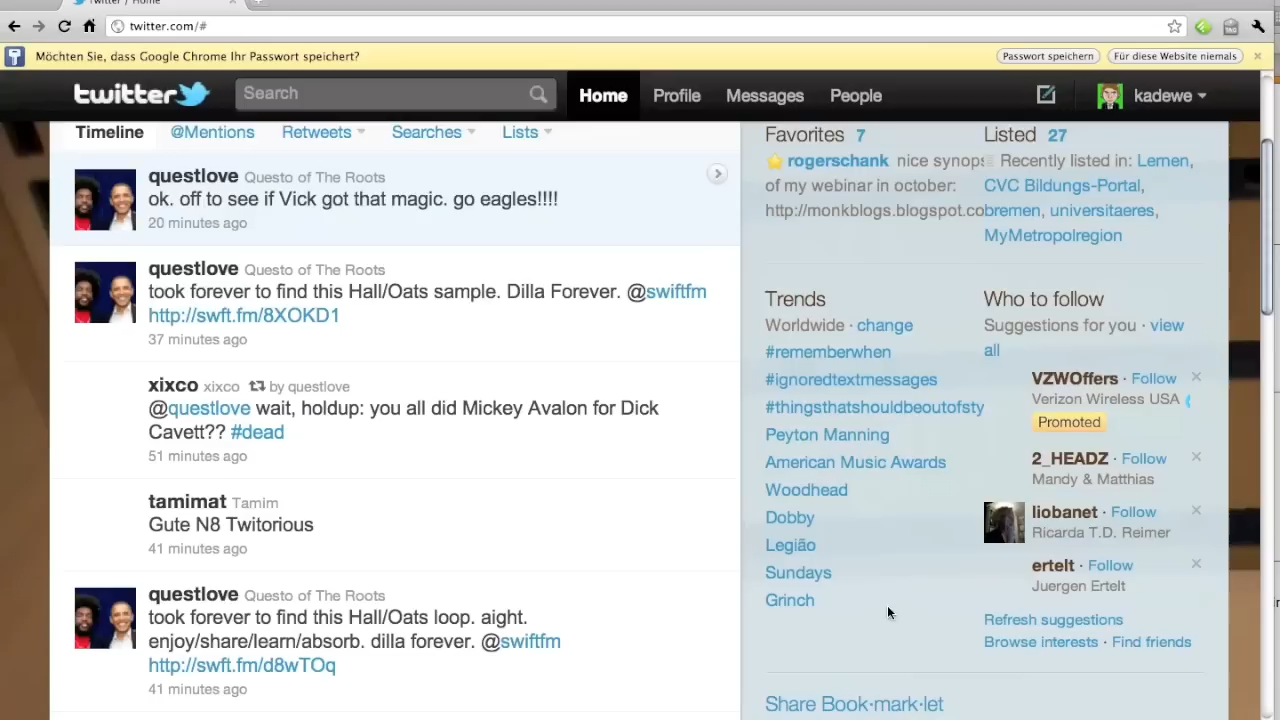 Twitter / Home
twitter.com/#
Möchten Sie, dass Google Chrome Ihr Passwort speichert?
Passwort speichern
Für diese Website niemals
twitter
Search
Home
Profile
Messages
People
kadewe
Timeline
@Mentions
Retweets
Searches
Lists
questlove Questo of The Roots
ok. off to see if Vick got that magic. go eagles!!!!
20 minutes ago
questlove Questo of The Roots
took forever to find this Hall/Oats sample. Dilla Forever. @swiftfm
http://swft.fm/8XOKD1
37 minutes ago
xixco xixco by questlove
@questlove wait, holdup: you all did Mickey Avalon for Dick
Cavett?? #dead
51 minutes ago
tamimat Tamim
Gute N8 Twitorious
41 minutes ago
questlove Questo of The Roots
took forever to find this Hall/Oats loop. aight.
enjoy/share/learn/absorb. dilla forever. @swiftfm
http://swft.fm/d8wTOq
41 minutes ago
Favorites 7
rogerschank nice synops
of my webinar in october:
http://monkblogs.blogspot.co
Listed 27
Recently listed in: Lernen,
CVC Bildungs-Portal,
bremen, universitaeres,
MyMetropolregion
Trends
Worldwide · change
#rememberwhen
#ignoredtextmessages
#thingsthatshouldbeoutofsty
Peyton Manning
American Music Awards
Woodhead
Dobby
Legião
Sundays
Grinch
Who to follow
Suggestions for you · view
all
VZWOffers · Follow
Verizon Wireless USA
Promoted
2_HEADZ · Follow
Mandy & Matthias
liobanet · Follow
Ricarda T.D. Reimer
ertelt · Follow
Juergen Ertelt
Refresh suggestions
Browse interests · Find friends
Share Book·mark·let